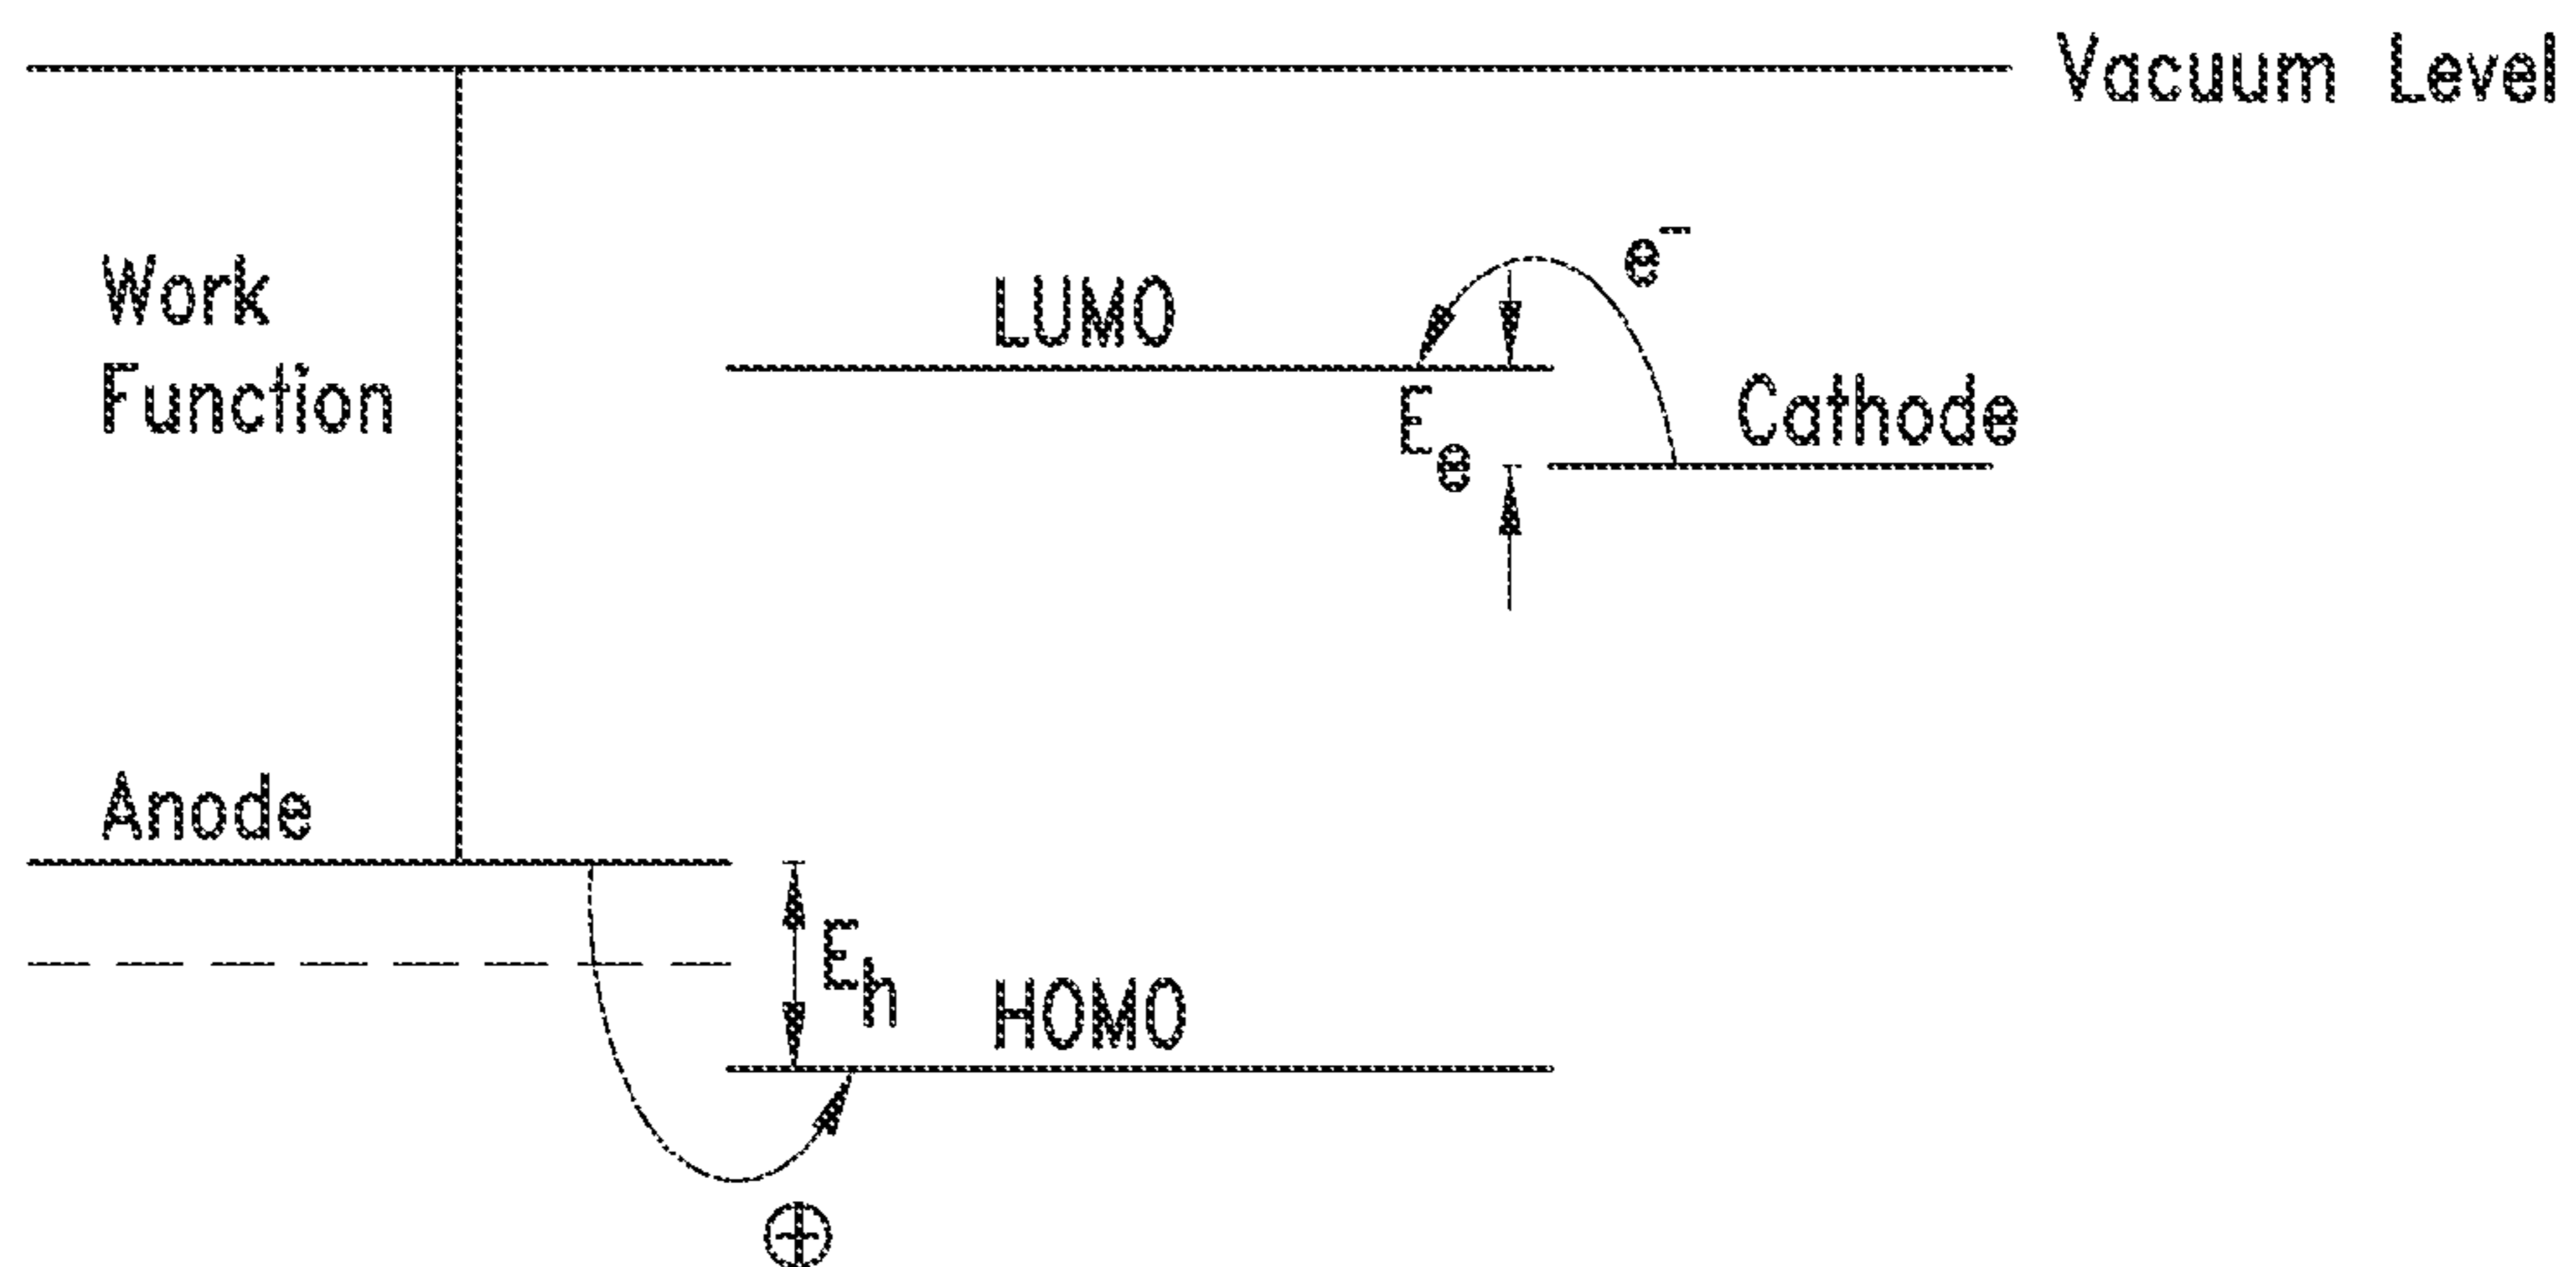 Vacuum Level
Work
Function
LUMO
e⁻
Eₑ
Cathode
Anode
Eₕ
HOMO
⊕